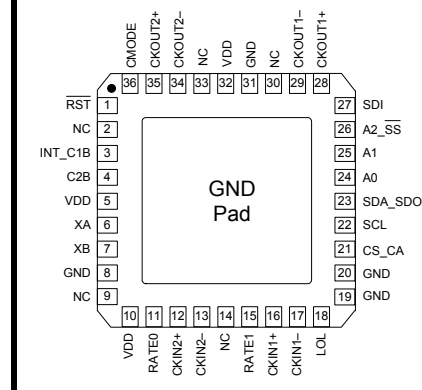 CMODE
CKOUT2+
CKOUT2–
NC
VDD
GND
NC
CKOUT1–
CKOUT1+
36 35 34 33 32 31 30 29 28
RST 1
NC 2
INT_C1B 3
C2B 4
VDD 5
XA 6
XB 7
GND 8
NC 9
GND
Pad
27 SDI
26 A2_SS
25 A1
24 A0
23 SDA_SDO
22 SCL
21 CS_CA
20 GND
19 GND
10 11 12 13 14 15 16 17 18
VDD
RATE0
CKIN2+
CKIN2–
NC
RATE1
CKIN1+
CKIN1–
LOL